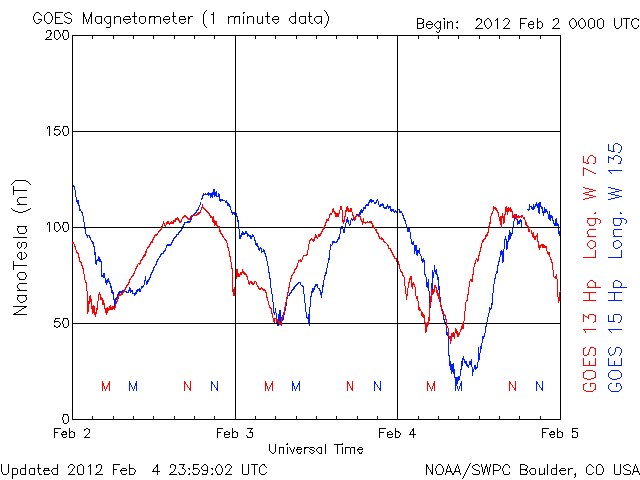 GOES Magnetometer (1 minute data)
Begin: 2012 Feb 2 0000 UTC
200
150
100
50
0
NanoTesla (nT)
M M N N M M N N M M N N
Feb 2 Feb 3 Feb 4 Feb 5
Universal Time
GOES 13 Hp Long. W 75
GOES 15 Hp Long. W 135
Updated 2012 Feb 4 23:59:02 UTC
NOAA/SWPC Boulder, CO USA